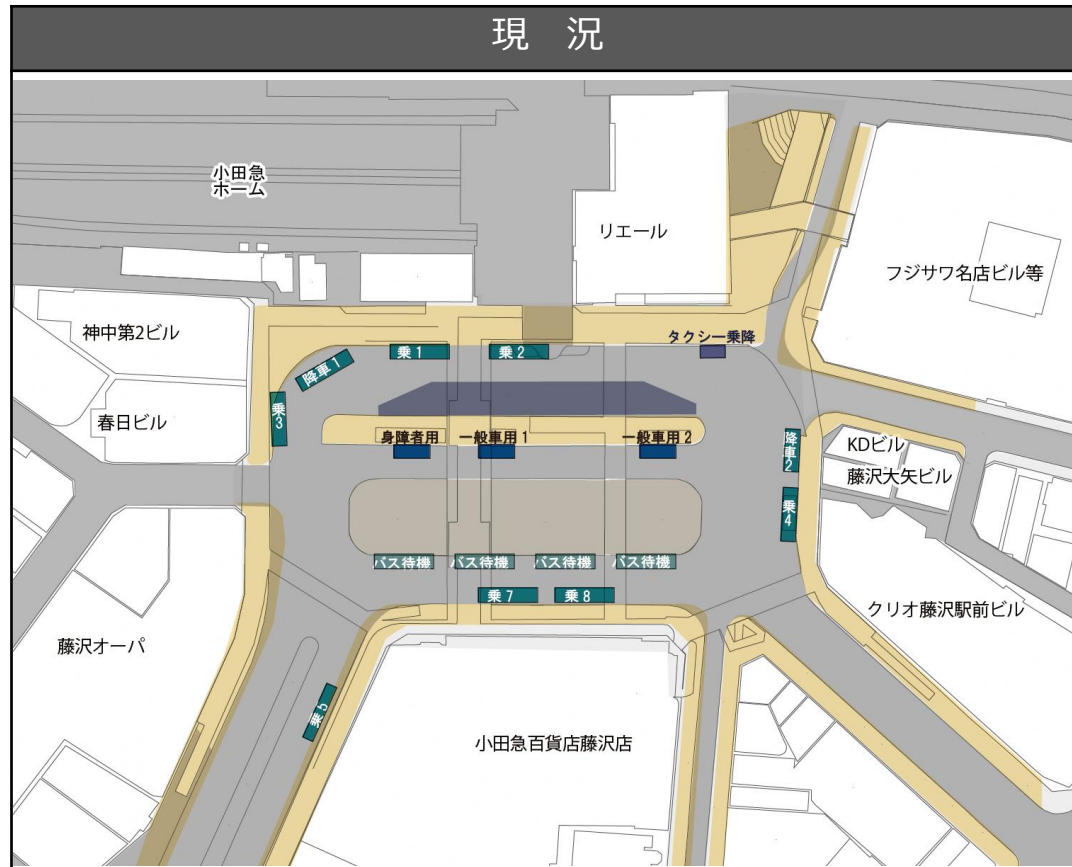 現 況
小田急
ホーム
リエール
フジサワ名店ビル等
神中第2ビル
タクシー乗降
乗1
乗2
降車1
乗3
春日ビル
身障者用
一般車用1
一般車用2
降車2
KDビル
藤沢大矢ビル
乗4
バス待機
バス待機
バス待機
バス待機
乗7
乗8
クリオ藤沢駅前ビル
藤沢オーパ
乗5
小田急百貨店藤沢店